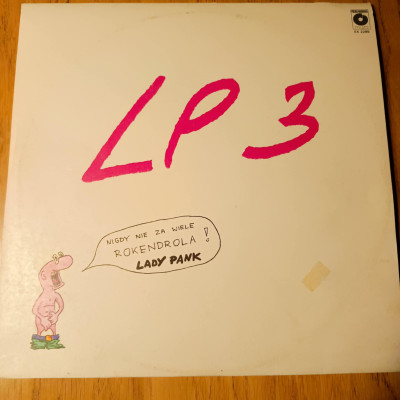 LP 3
NIGDY NIE ZA WIELE
ROKENDROLA !
LADY PANK